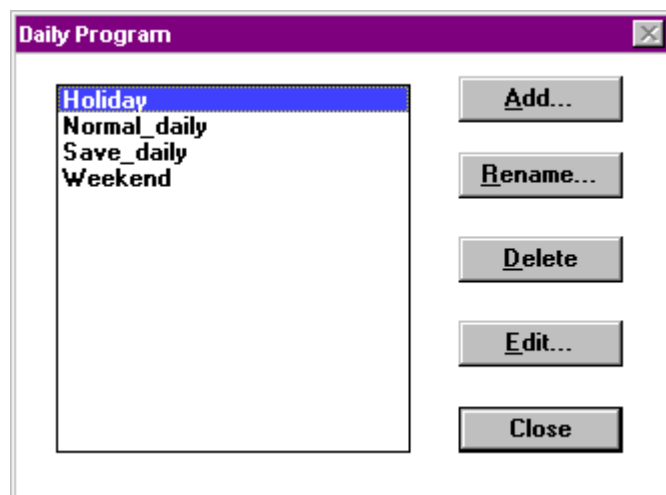 Daily Program
Holiday
Normal_daily
Save_daily
Weekend
Add...
Rename...
Delete
Edit...
Close